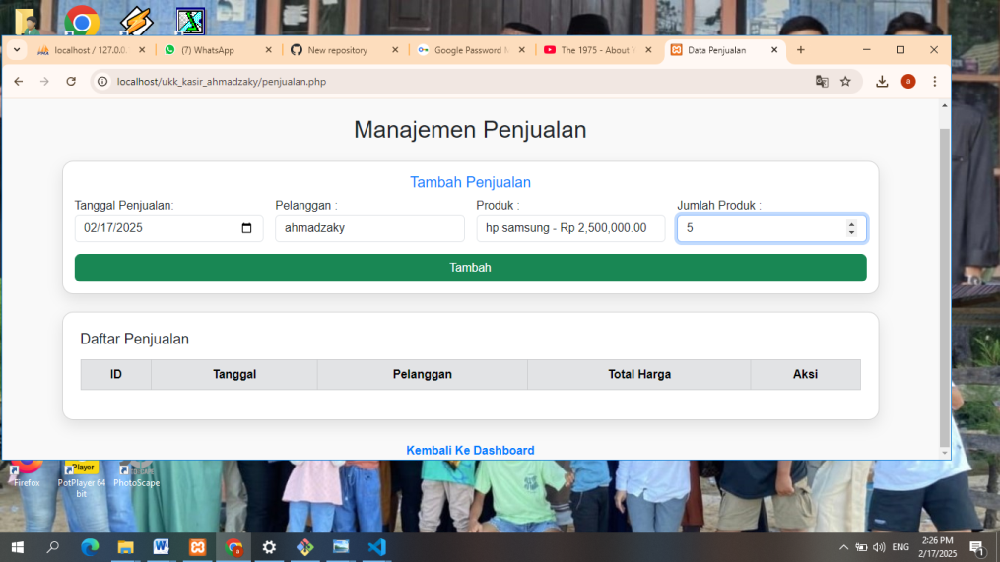 localhost / 127.0.0.
(7) WhatsApp
New repository
Google Password M
The 1975 - About Y
Data Penjualan
localhost/ukk_kasir_ahmadzaky/penjualan.php
a
Manajemen Penjualan
Tambah Penjualan
Tanggal Penjualan: Pelanggan : Produk : Jumlah Produk :
02/17/2025 ahmadzaky hp samsung - Rp 2,500,000.00 5
Tambah
Daftar Penjualan
ID Tanggal Pelanggan Total Harga Aksi
Kembali Ke Dashboard
Firefox
PotPlayer 64
bit
PhotoScape
ENG
2:26 PM
2/17/2025
1